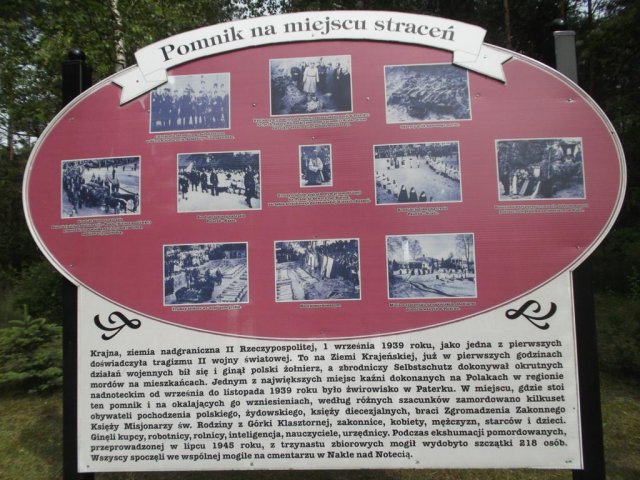 Pomnik na miejscu straceń
Krajna, ziemia nadgraniczna II Rzeczypospolitej, 1 września 1939 roku, jako jedna z pierwszych
doświadczyła tragizmu II wojny światowej. To na Ziemi Krajeńskiej, już w pierwszych godzinach
działań wojennych bił się i ginął polski żołnierz, a zbrodniczy Selbstschutz dokonywał okrutnych
mordów na mieszkańcach. Jednym z największych miejsc kaźni dokonanych na Polakach w regionie
nadnoteckim od września do listopada 1939 roku było żwirowisko w Paterku. W miejscu, gdzie stoi
ten pomnik i na okalających go wzniesieniach, według różnych szacunków zamordowano kilkuset
obywateli pochodzenia polskiego, żydowskiego, księży diecezjalnych, braci Zgromadzenia Zakonnego
Księży Misjonarzy św. Rodziny z Górki Klasztornej, zakonnice, kobiety, mężczyzn, starców i dzieci.
Ginęli kupcy, robotnicy, rolnicy, inteligencja, nauczyciele, urzędnicy. Podczas ekshumacji pomordowanych,
przeprowadzonej w lipcu 1945 roku, z trzynastu zbiorowych mogił wydobyto szczątki 218 osób.
Wszyscy spoczęli we wspólnej mogile na cmentarzu w Nakle nad Notecią.